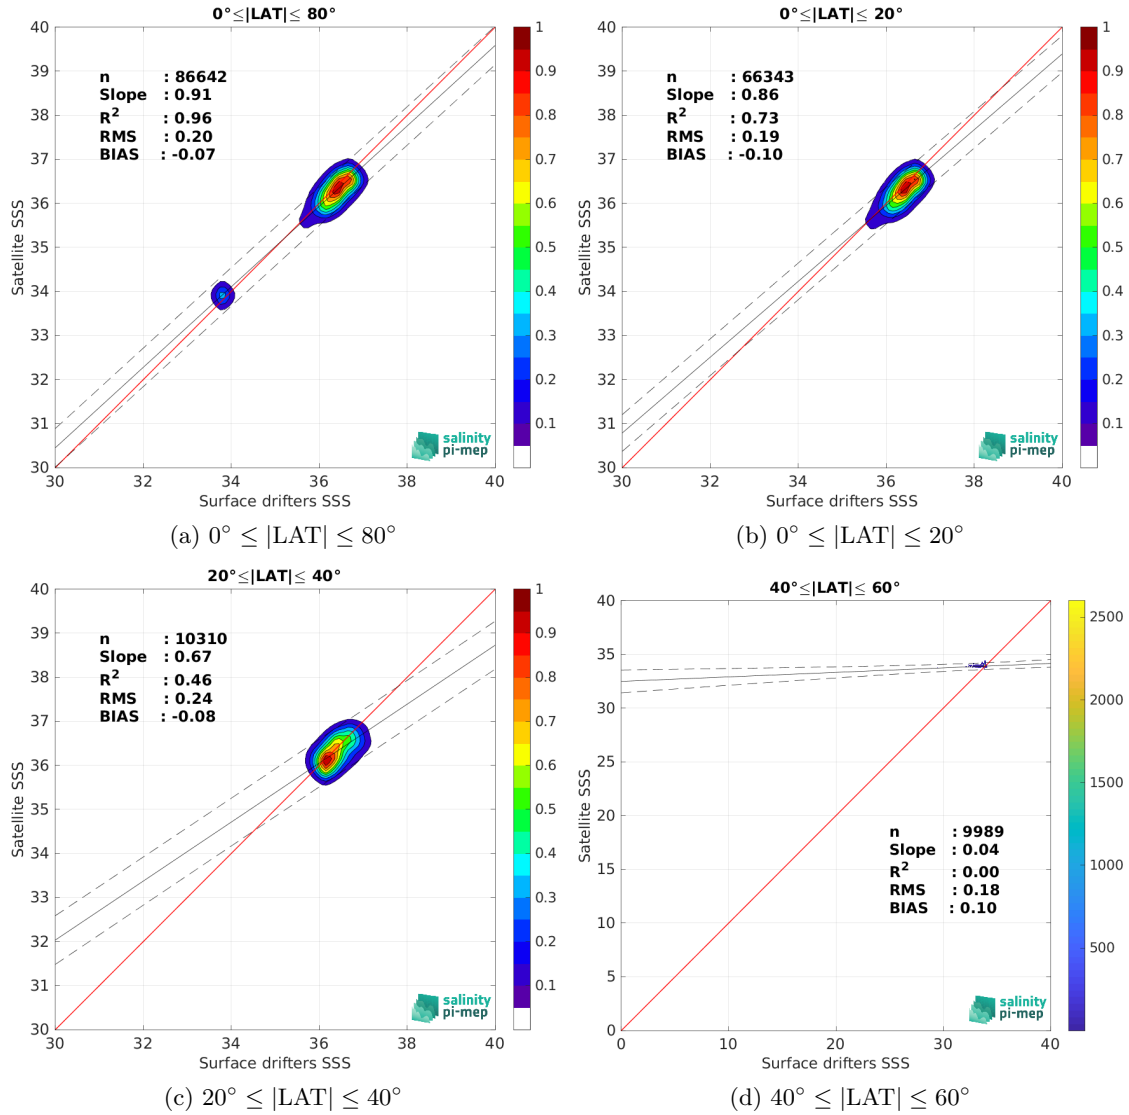 0°≤|LAT|≤ 80°
40
39
38
37
36
35
34
33
32
31
30
Satellite SSS
n : 86642
Slope : 0.91
R² : 0.96
RMS : 0.20
BIAS : -0.07
salinity
pi-mep
30 32 34 36 38 40
Surface drifters SSS
1
0.9
0.8
0.7
0.6
0.5
0.4
0.3
0.2
0.1
(a) 0° ≤ |LAT| ≤ 80°
0°≤|LAT|≤ 20°
40
39
38
37
36
35
34
33
32
31
30
Satellite SSS
n : 66343
Slope : 0.86
R² : 0.73
RMS : 0.19
BIAS : -0.10
salinity
pi-mep
30 32 34 36 38 40
Surface drifters SSS
1
0.9
0.8
0.7
0.6
0.5
0.4
0.3
0.2
0.1
(b) 0° ≤ |LAT| ≤ 20°
20°≤|LAT|≤ 40°
40
39
38
37
36
35
34
33
32
31
30
Satellite SSS
n : 10310
Slope : 0.67
R² : 0.46
RMS : 0.24
BIAS : -0.08
salinity
pi-mep
30 32 34 36 38 40
Surface drifters SSS
1
0.9
0.8
0.7
0.6
0.5
0.4
0.3
0.2
0.1
(c) 20° ≤ |LAT| ≤ 40°
40°≤|LAT|≤ 60°
40
35
30
25
20
15
10
5
0
Satellite SSS
n : 9989
Slope : 0.04
R² : 0.00
RMS : 0.18
BIAS : 0.10
salinity
pi-mep
0 10 20 30 40
Surface drifters SSS
2500
2000
1500
1000
500
(d) 40° ≤ |LAT| ≤ 60°